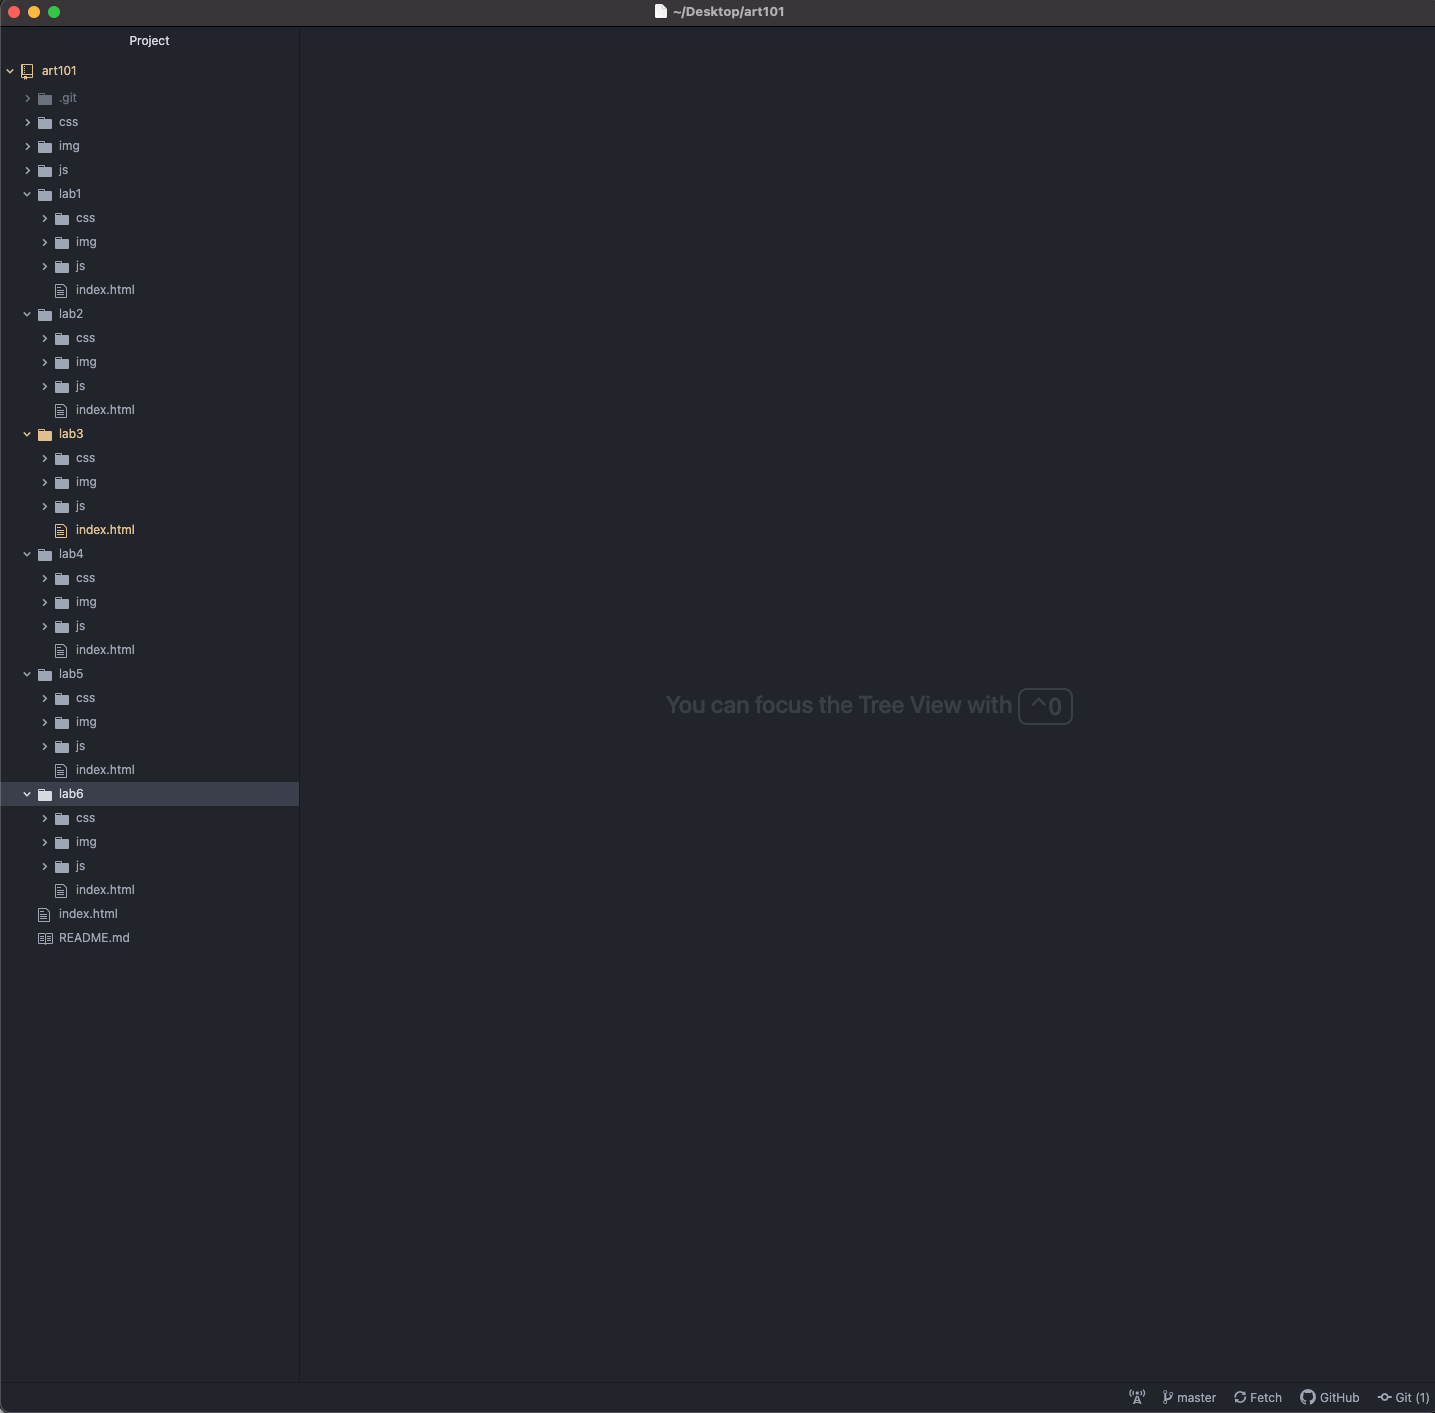 ~/Desktop/art101
Project
art101
.git
css
img
js
lab1
css
img
js
index.html
lab2
css
img
js
index.html
lab3
css
img
js
index.html
lab4
css
img
js
index.html
lab5
css
img
js
index.html
lab6
css
img
js
index.html
index.html
README.md
You can focus the Tree View with ^0
master Fetch GitHub Git (1)